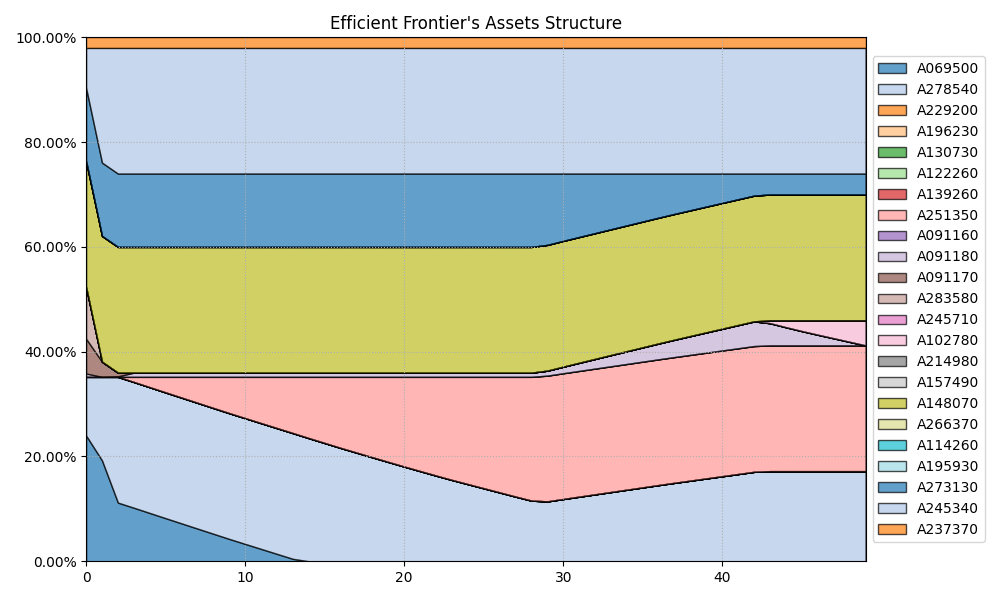 Efficient Frontier's Assets Structure
100.00%
80.00%
60.00%
40.00%
20.00%
0.00%
0
10
20
30
40
A069500
A278540
A229200
A196230
A130730
A122260
A139260
A251350
A091160
A091180
A091170
A283580
A245710
A102780
A214980
A157490
A148070
A266370
A114260
A195930
A273130
A245340
A237370